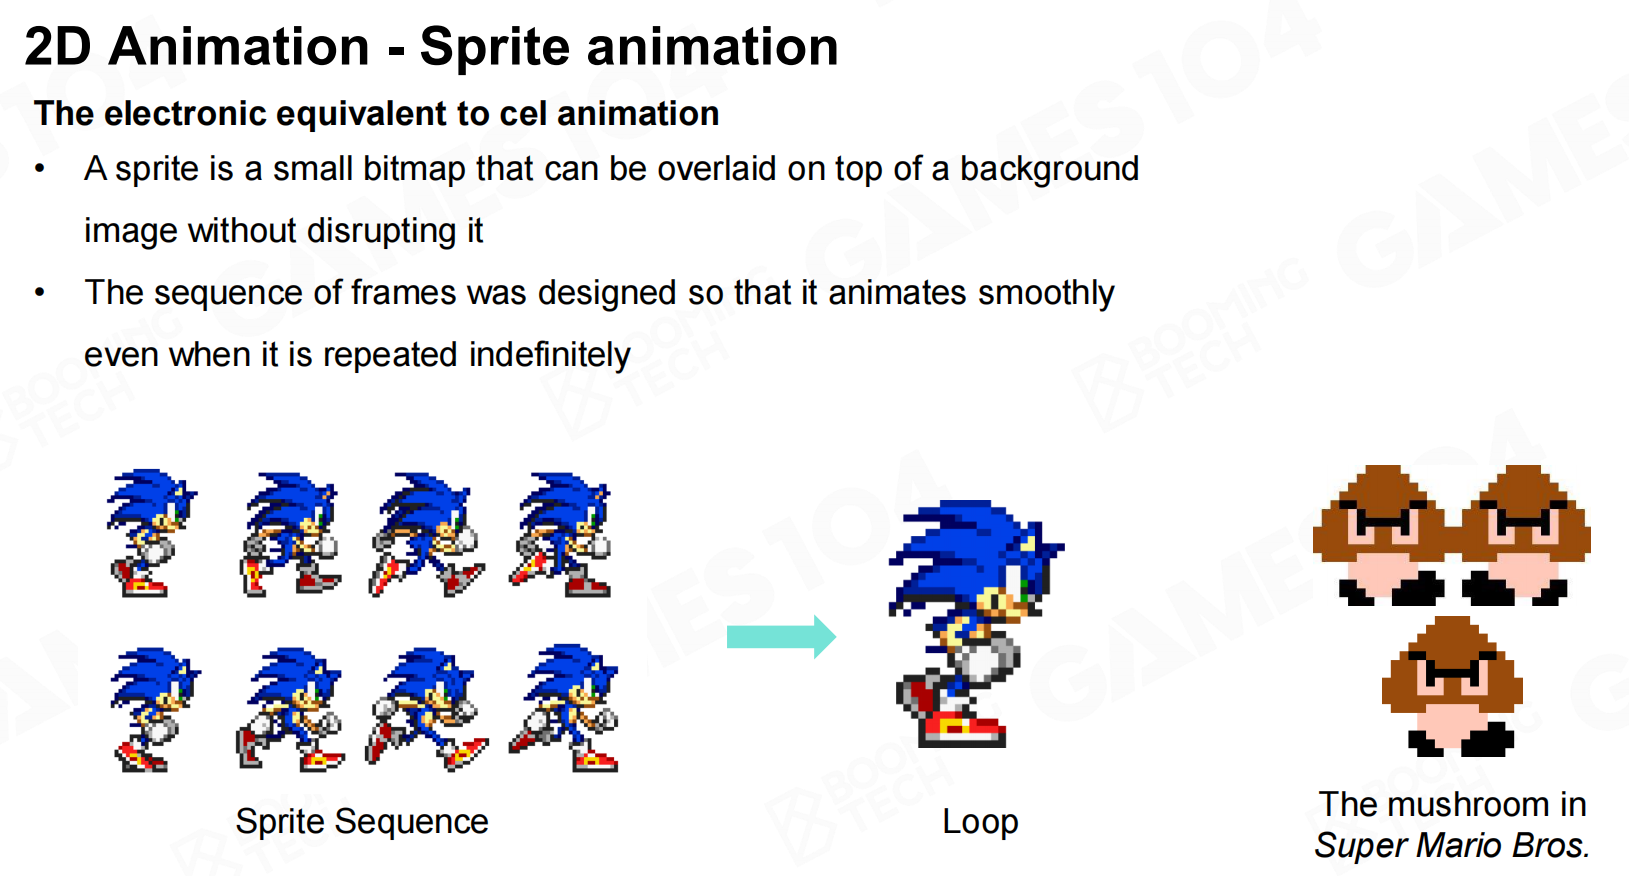 2D Animation - Sprite animation
The electronic equivalent to cel animation
• A sprite is a small bitmap that can be overlaid on top of a background
image without disrupting it
• The sequence of frames was designed so that it animates smoothly
even when it is repeated indefinitely
Sprite Sequence
Loop
The mushroom in
Super Mario Bros.
GAMES104
BOOMING
TECH